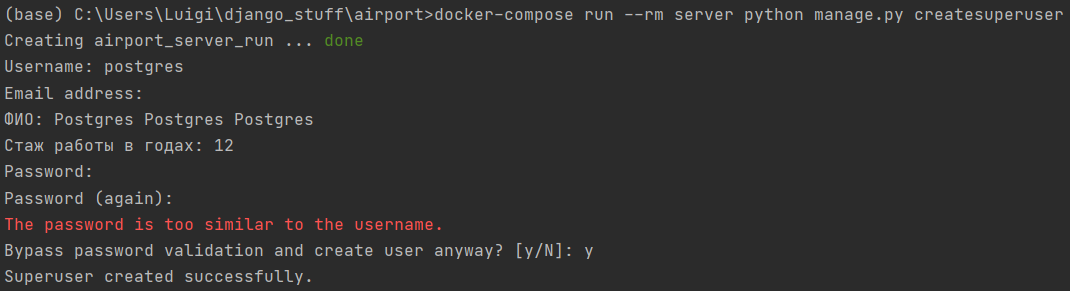 (base) C:\Users\Luigi\django_stuff\airport>docker-compose run --rm server python manage.py createsuperuser
Creating airport_server_run ... done
Username: postgres
Email address:
ФИО: Postgres Postgres Postgres
Стаж работы в годах: 12
Password:
Password (again):
The password is too similar to the username.
Bypass password validation and create user anyway? [y/N]: y
Superuser created successfully.